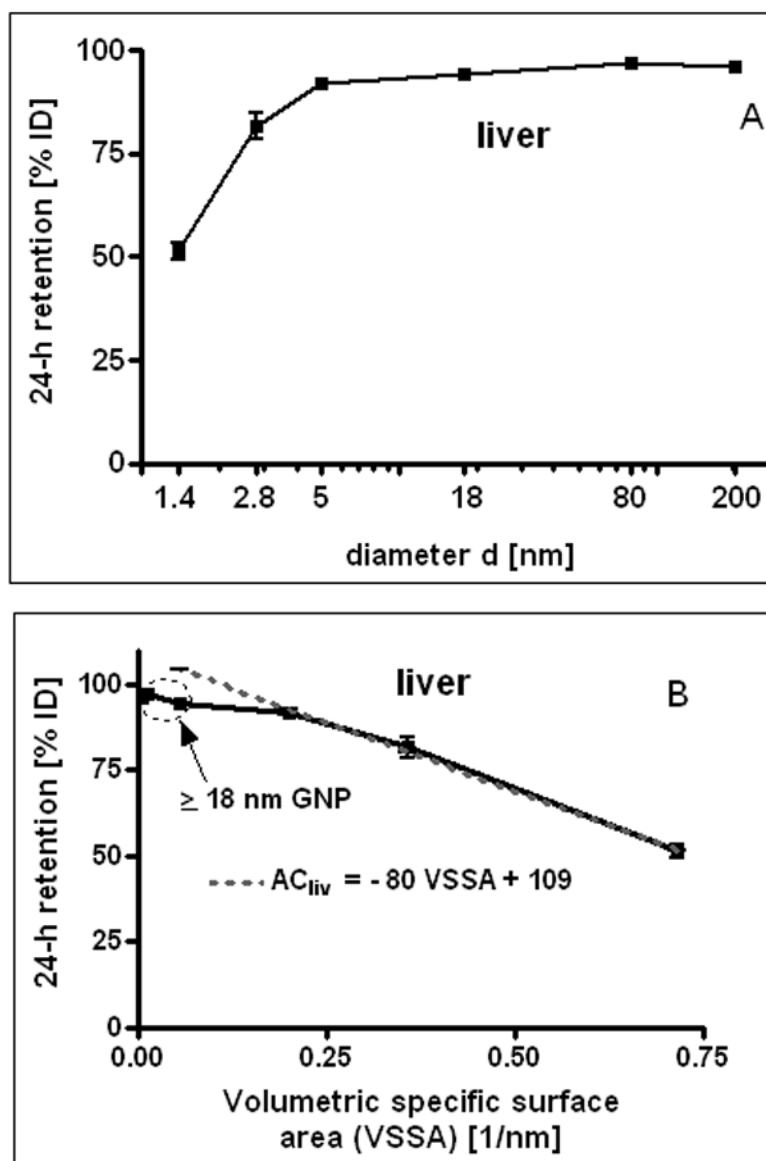 A
liver
24-h retention [% ID]
100
75
50
25
0
1.4 2.8 5 18 80 200
diameter d [nm]
B
liver
24-h retention [% ID]
100
75
50
25
0
≥ 18 nm GNP
ACliv = - 80 VSSA + 109
0.00 0.25 0.50 0.75
Volumetric specific surface
area (VSSA) [1/nm]